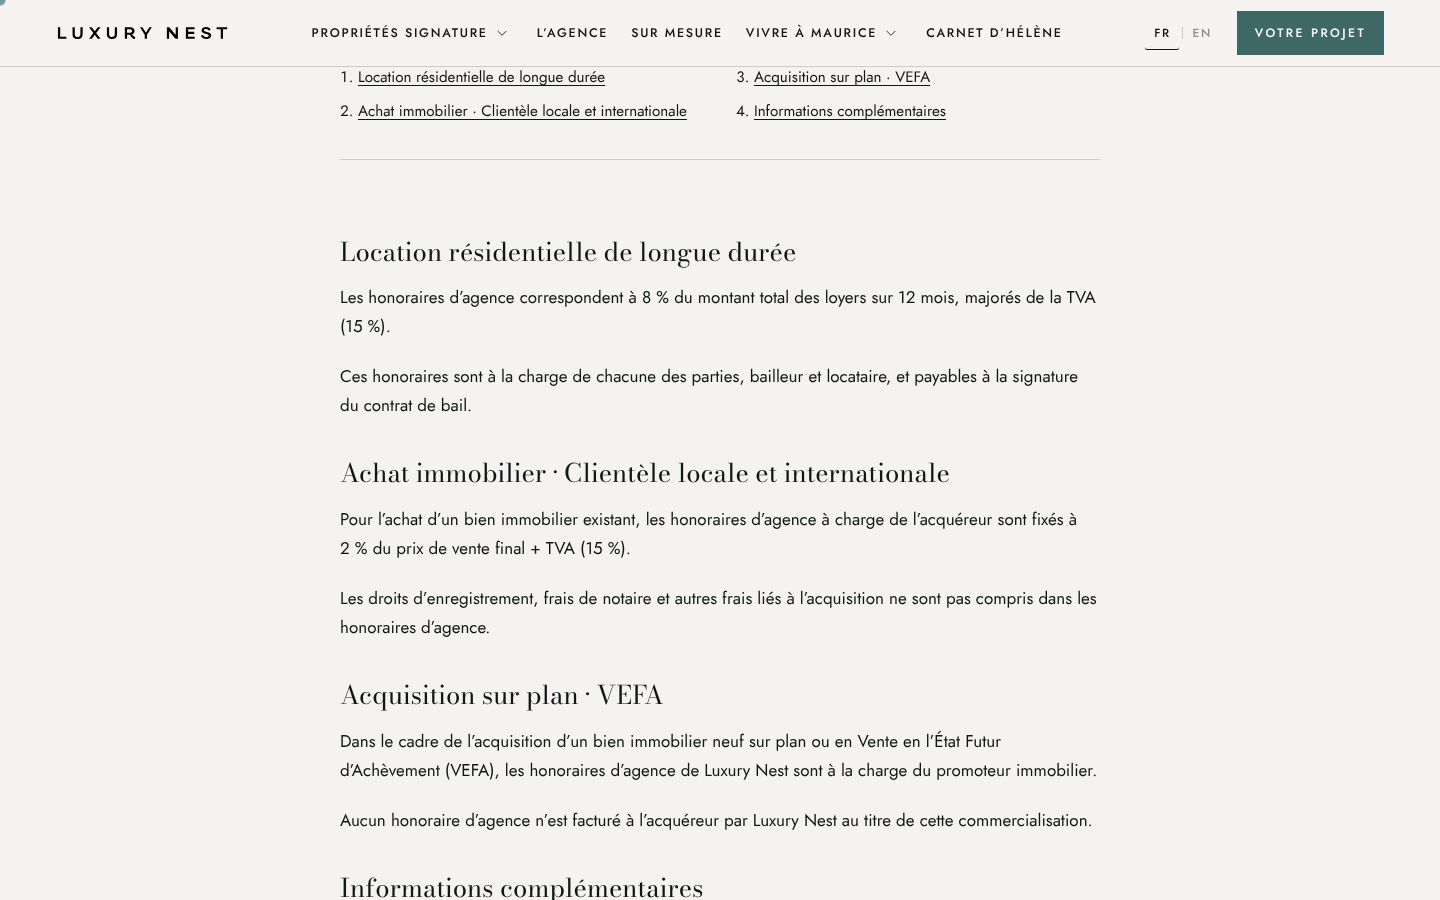 LUXURY NEST
PROPRIÉTÉS SIGNATURE
L’AGENCE
SUR MESURE
VIVRE À MAURICE
CARNET D’HÉLÈNE
FR | EN
VOTRE PROJET
1. Location résidentielle de longue durée
2. Achat immobilier · Clientèle locale et internationale
3. Acquisition sur plan · VEFA
4. Informations complémentaires
Location résidentielle de longue durée
Les honoraires d’agence correspondent à 8 % du montant total des loyers sur 12 mois, majorés de la TVA
(15 %).
Ces honoraires sont à la charge de chacune des parties, bailleur et locataire, et payables à la signature
du contrat de bail.
Achat immobilier · Clientèle locale et internationale
Pour l’achat d’un bien immobilier existant, les honoraires d’agence à charge de l’acquéreur sont fixés à
2 % du prix de vente final + TVA (15 %).
Les droits d’enregistrement, frais de notaire et autres frais liés à l’acquisition ne sont pas compris dans les
honoraires d’agence.
Acquisition sur plan · VEFA
Dans le cadre de l’acquisition d’un bien immobilier neuf sur plan ou en Vente en l’État Futur
d’Achèvement (VEFA), les honoraires d’agence de Luxury Nest sont à la charge du promoteur immobilier.
Aucun honoraire d’agence n’est facturé à l’acquéreur par Luxury Nest au titre de cette commercialisation.
Informations complémentaires